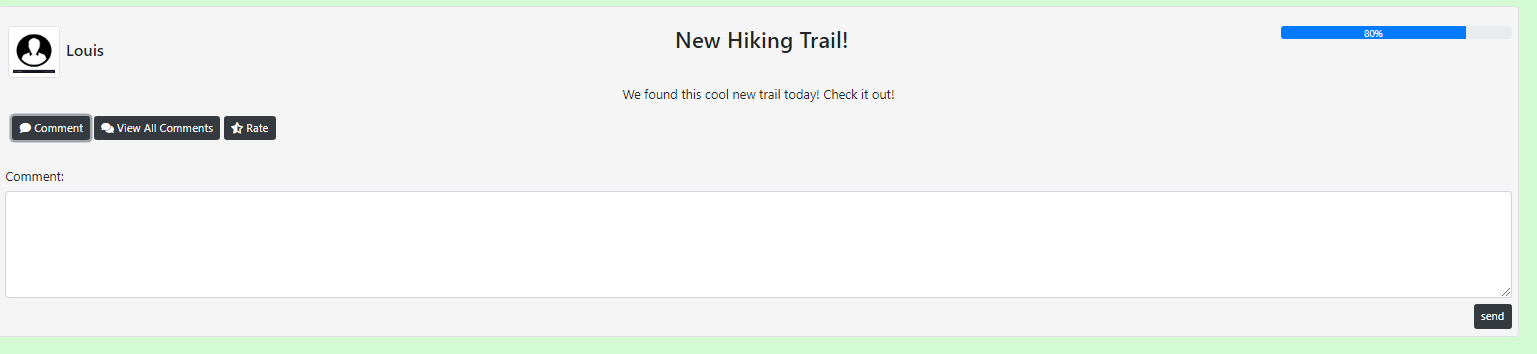 Louis
New Hiking Trail!
80%
We found this cool new trail today! Check it out!
Comment View All Comments Rate
Comment:
send